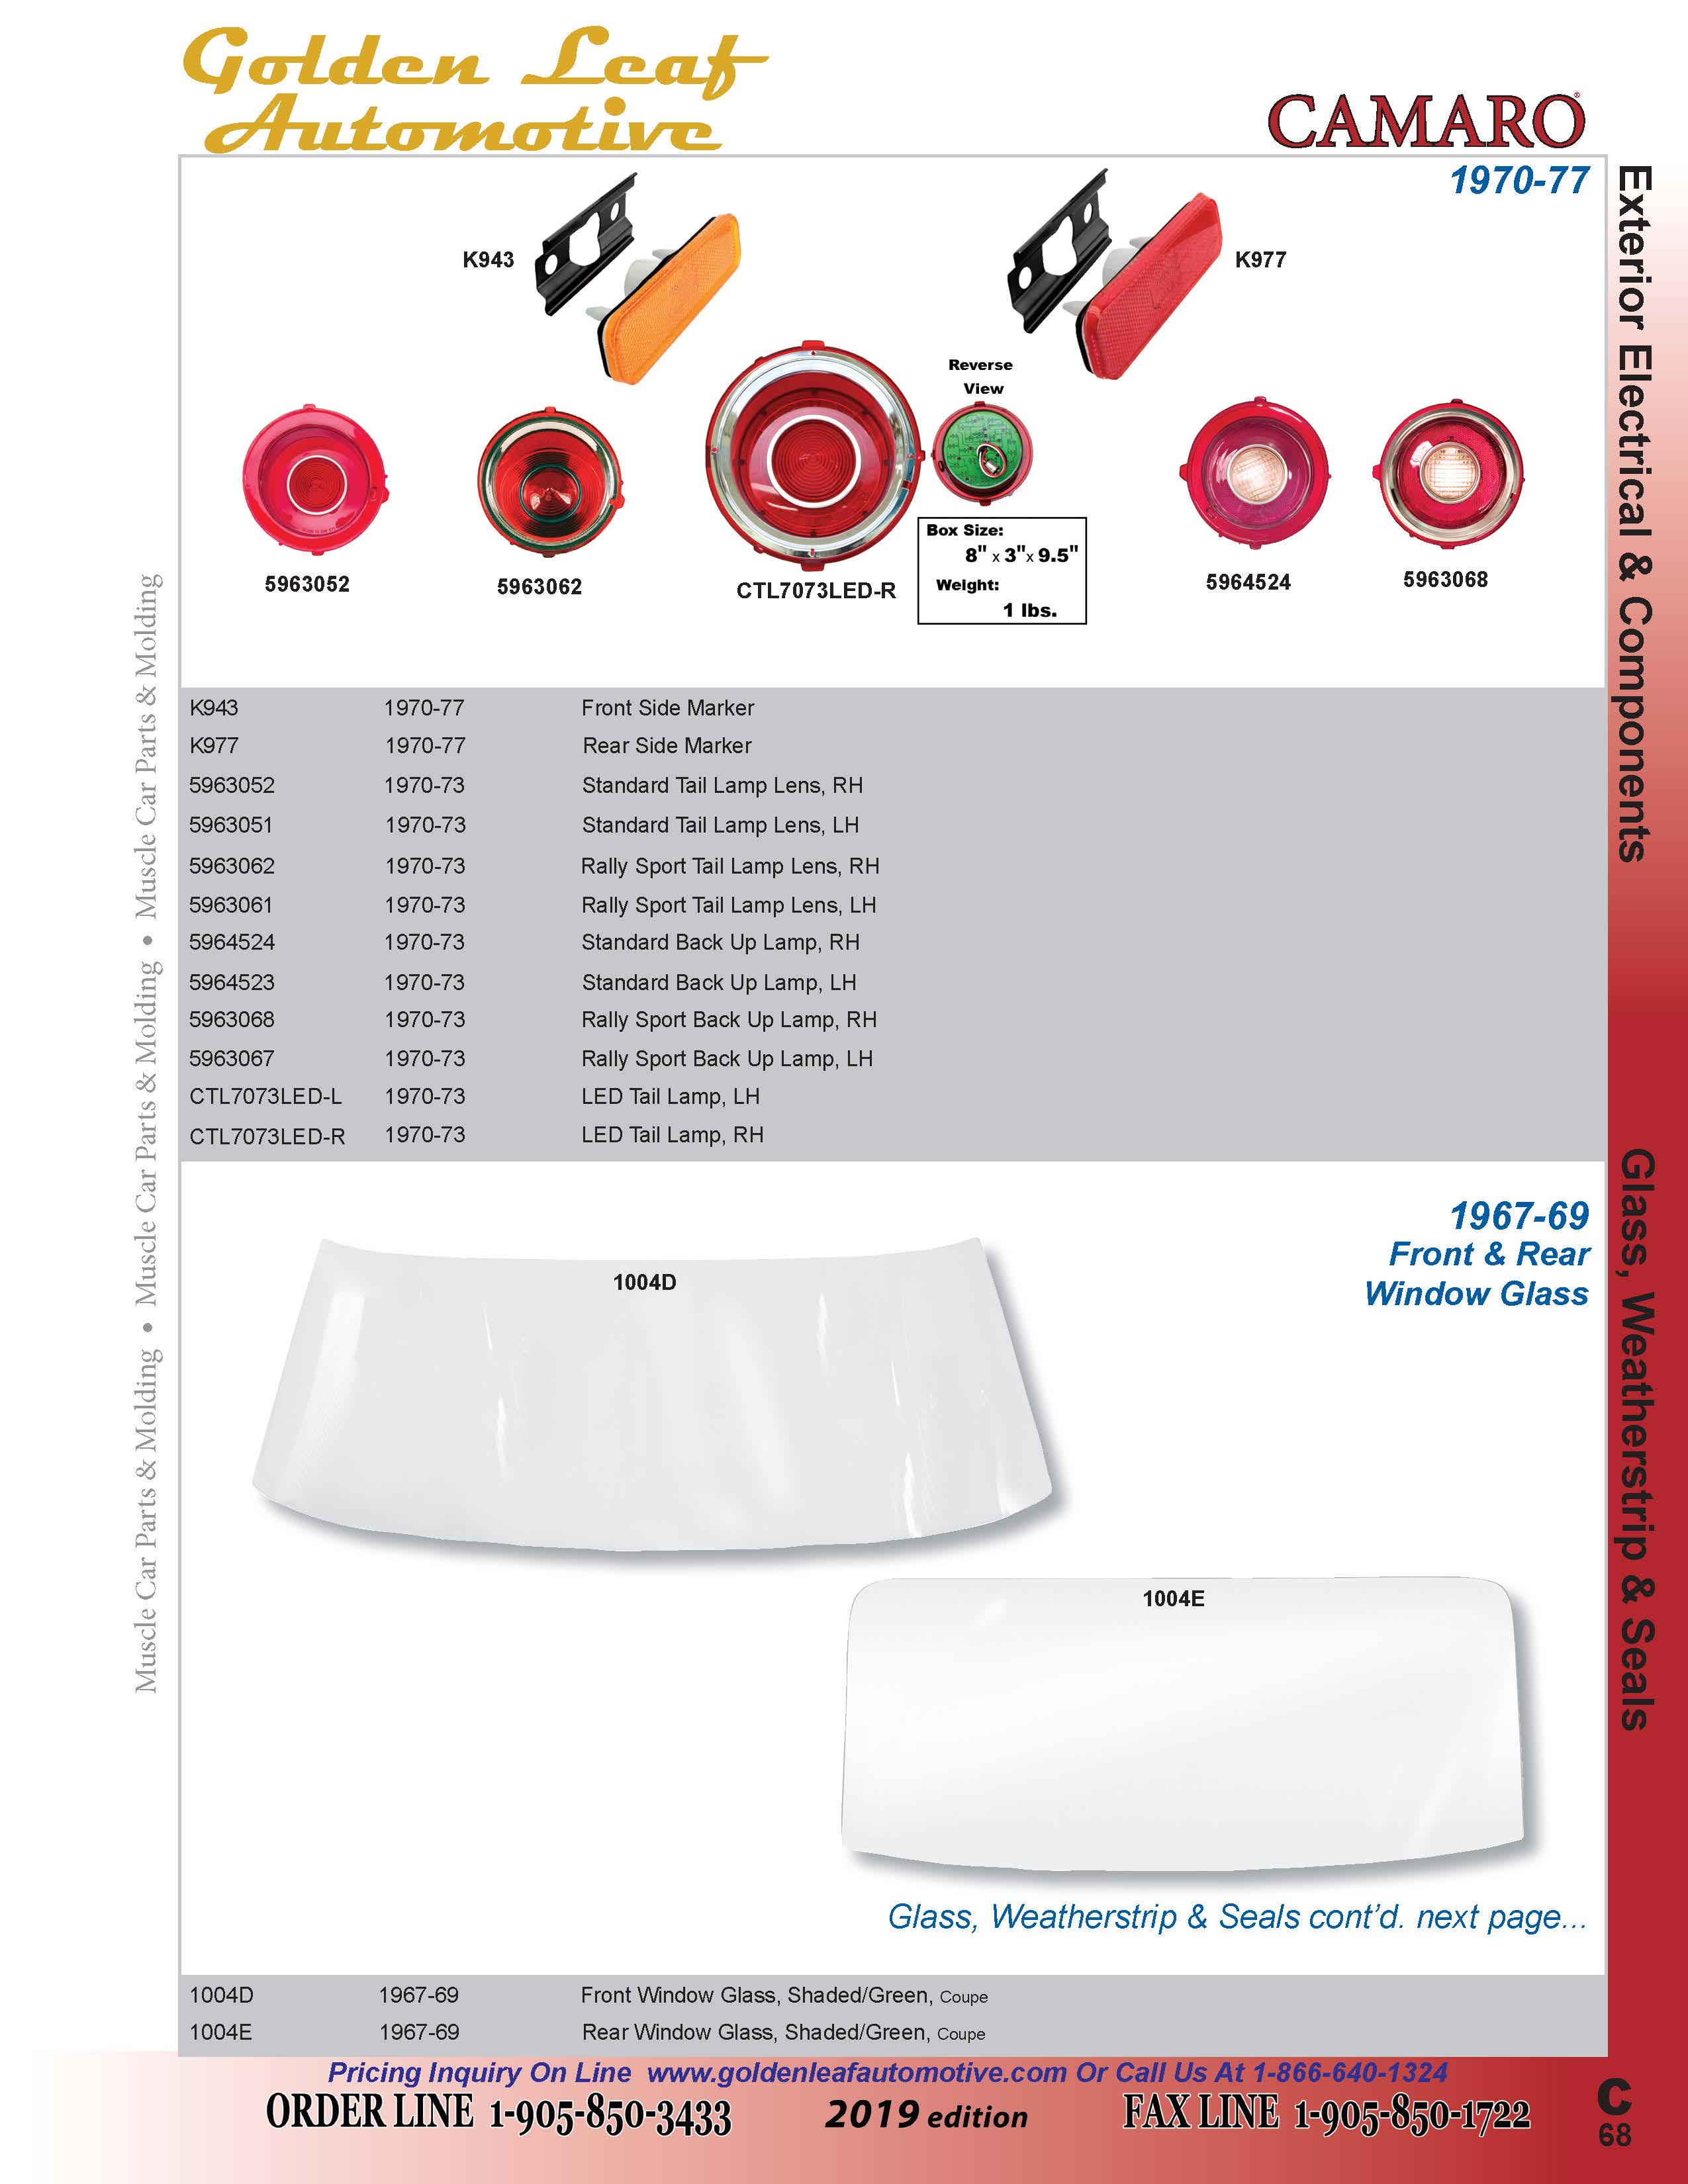 Golden Leaf
Automotive
CAMARO®
1970-77
K943
K977
Reverse
View
Box Size:
8" x 3"x 9.5"
Weight:
1 lbs.
5963052
5963062
CTL7073LED-R
5964524
5963068
K943 1970-77 Front Side Marker
K977 1970-77 Rear Side Marker
5963052 1970-73 Standard Tail Lamp Lens, RH
5963051 1970-73 Standard Tail Lamp Lens, LH
5963062 1970-73 Rally Sport Tail Lamp Lens, RH
5963061 1970-73 Rally Sport Tail Lamp Lens, LH
5964524 1970-73 Standard Back Up Lamp, RH
5964523 1970-73 Standard Back Up Lamp, LH
5963068 1970-73 Rally Sport Back Up Lamp, RH
5963067 1970-73 Rally Sport Back Up Lamp, LH
CTL7073LED-L 1970-73 LED Tail Lamp, LH
CTL7073LED-R 1970-73 LED Tail Lamp, RH
1967-69
Front & Rear
Window Glass
1004D
1004E
Glass, Weatherstrip & Seals cont'd. next page...
1004D 1967-69 Front Window Glass, Shaded/Green, Coupe
1004E 1967-69 Rear Window Glass, Shaded/Green, Coupe
Pricing Inquiry On Line www.goldenleafautomotive.com Or Call Us At 1-866-640-1324
ORDER LINE 1-905-850-3433 2019 edition FAX LINE 1-905-850-1722
C
68
Exterior Electrical & Components
Glass, Weatherstrip & Seals
Muscle Car Parts & Molding • Muscle Car Parts & Molding • Muscle Car Parts & Molding